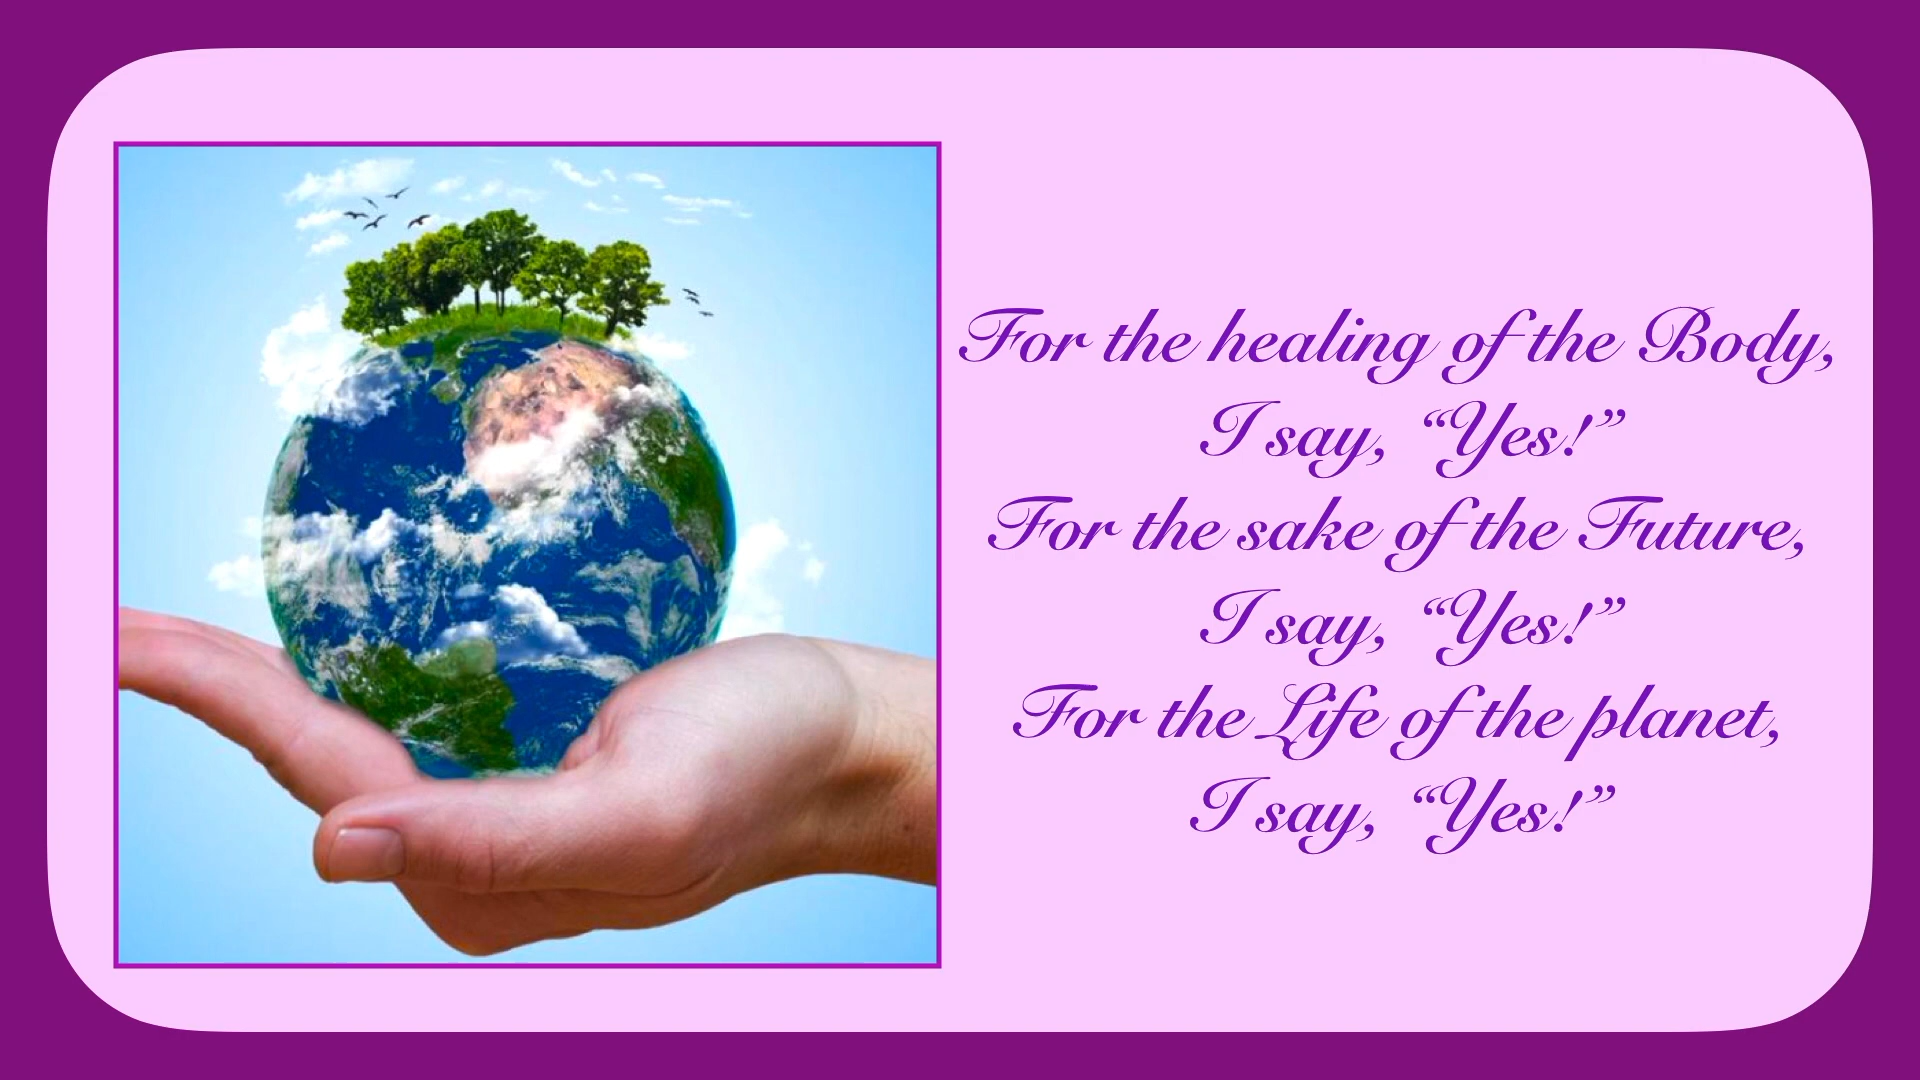 For the healing of the Body,
I say, “Yes!”
For the sake of the Future,
I say, “Yes!”
For the Life of the planet,
I say, “Yes!”